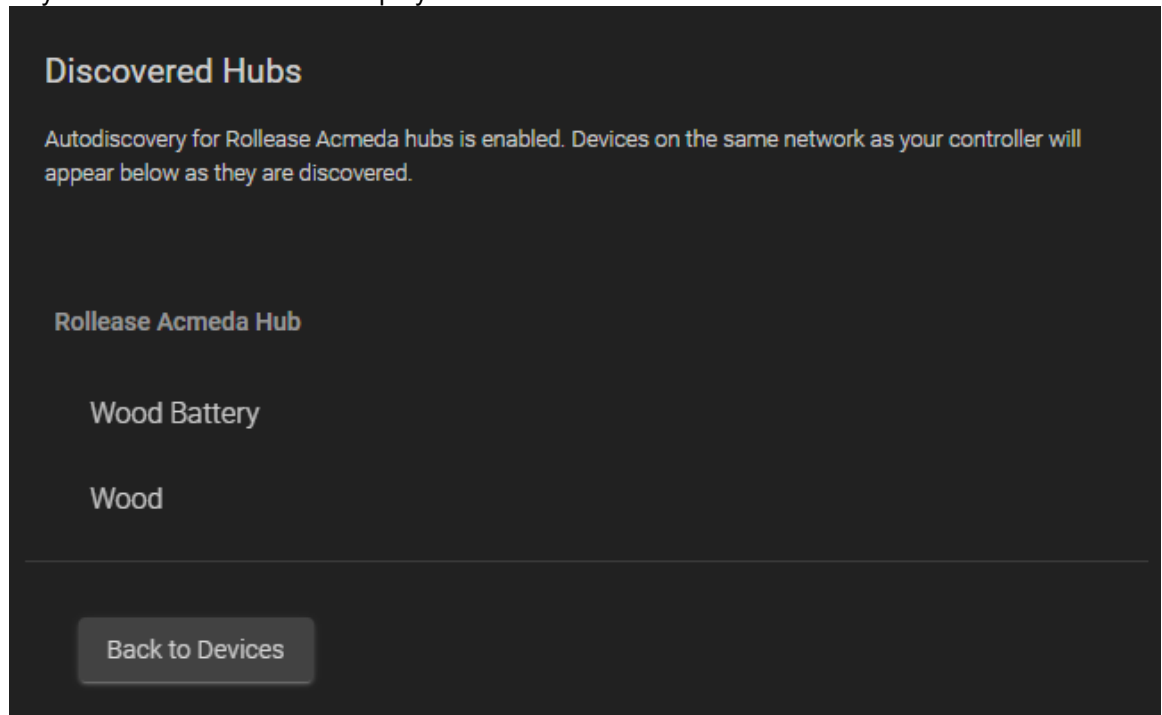 Discovered Hubs
Autodiscovery for Rollease Acmeda hubs is enabled. Devices on the same network as your controller will
appear below as they are discovered.
Rollease Acmeda Hub
Wood Battery
Wood
Back to Devices